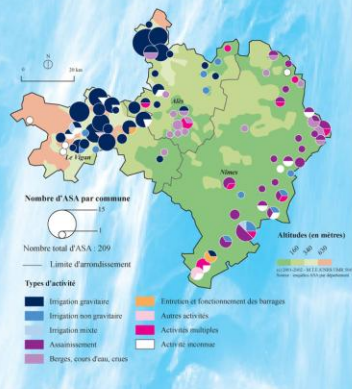 N
0 20 km
Alès
Le Vigan
Nîmes
Nombre d'ASA par commune
15
1
Nombre total d'ASA : 209
Limite d'arrondissement
Types d'activité
Irrigation gravitaire
Irrigation non gravitaire
Irrigation mixte
Assainissement
Berges, cours d'eau, crues
Entretien et fonctionnement des barrages
Autres activités
Activités multiples
Activité inconnue
Altitudes (en mètres)